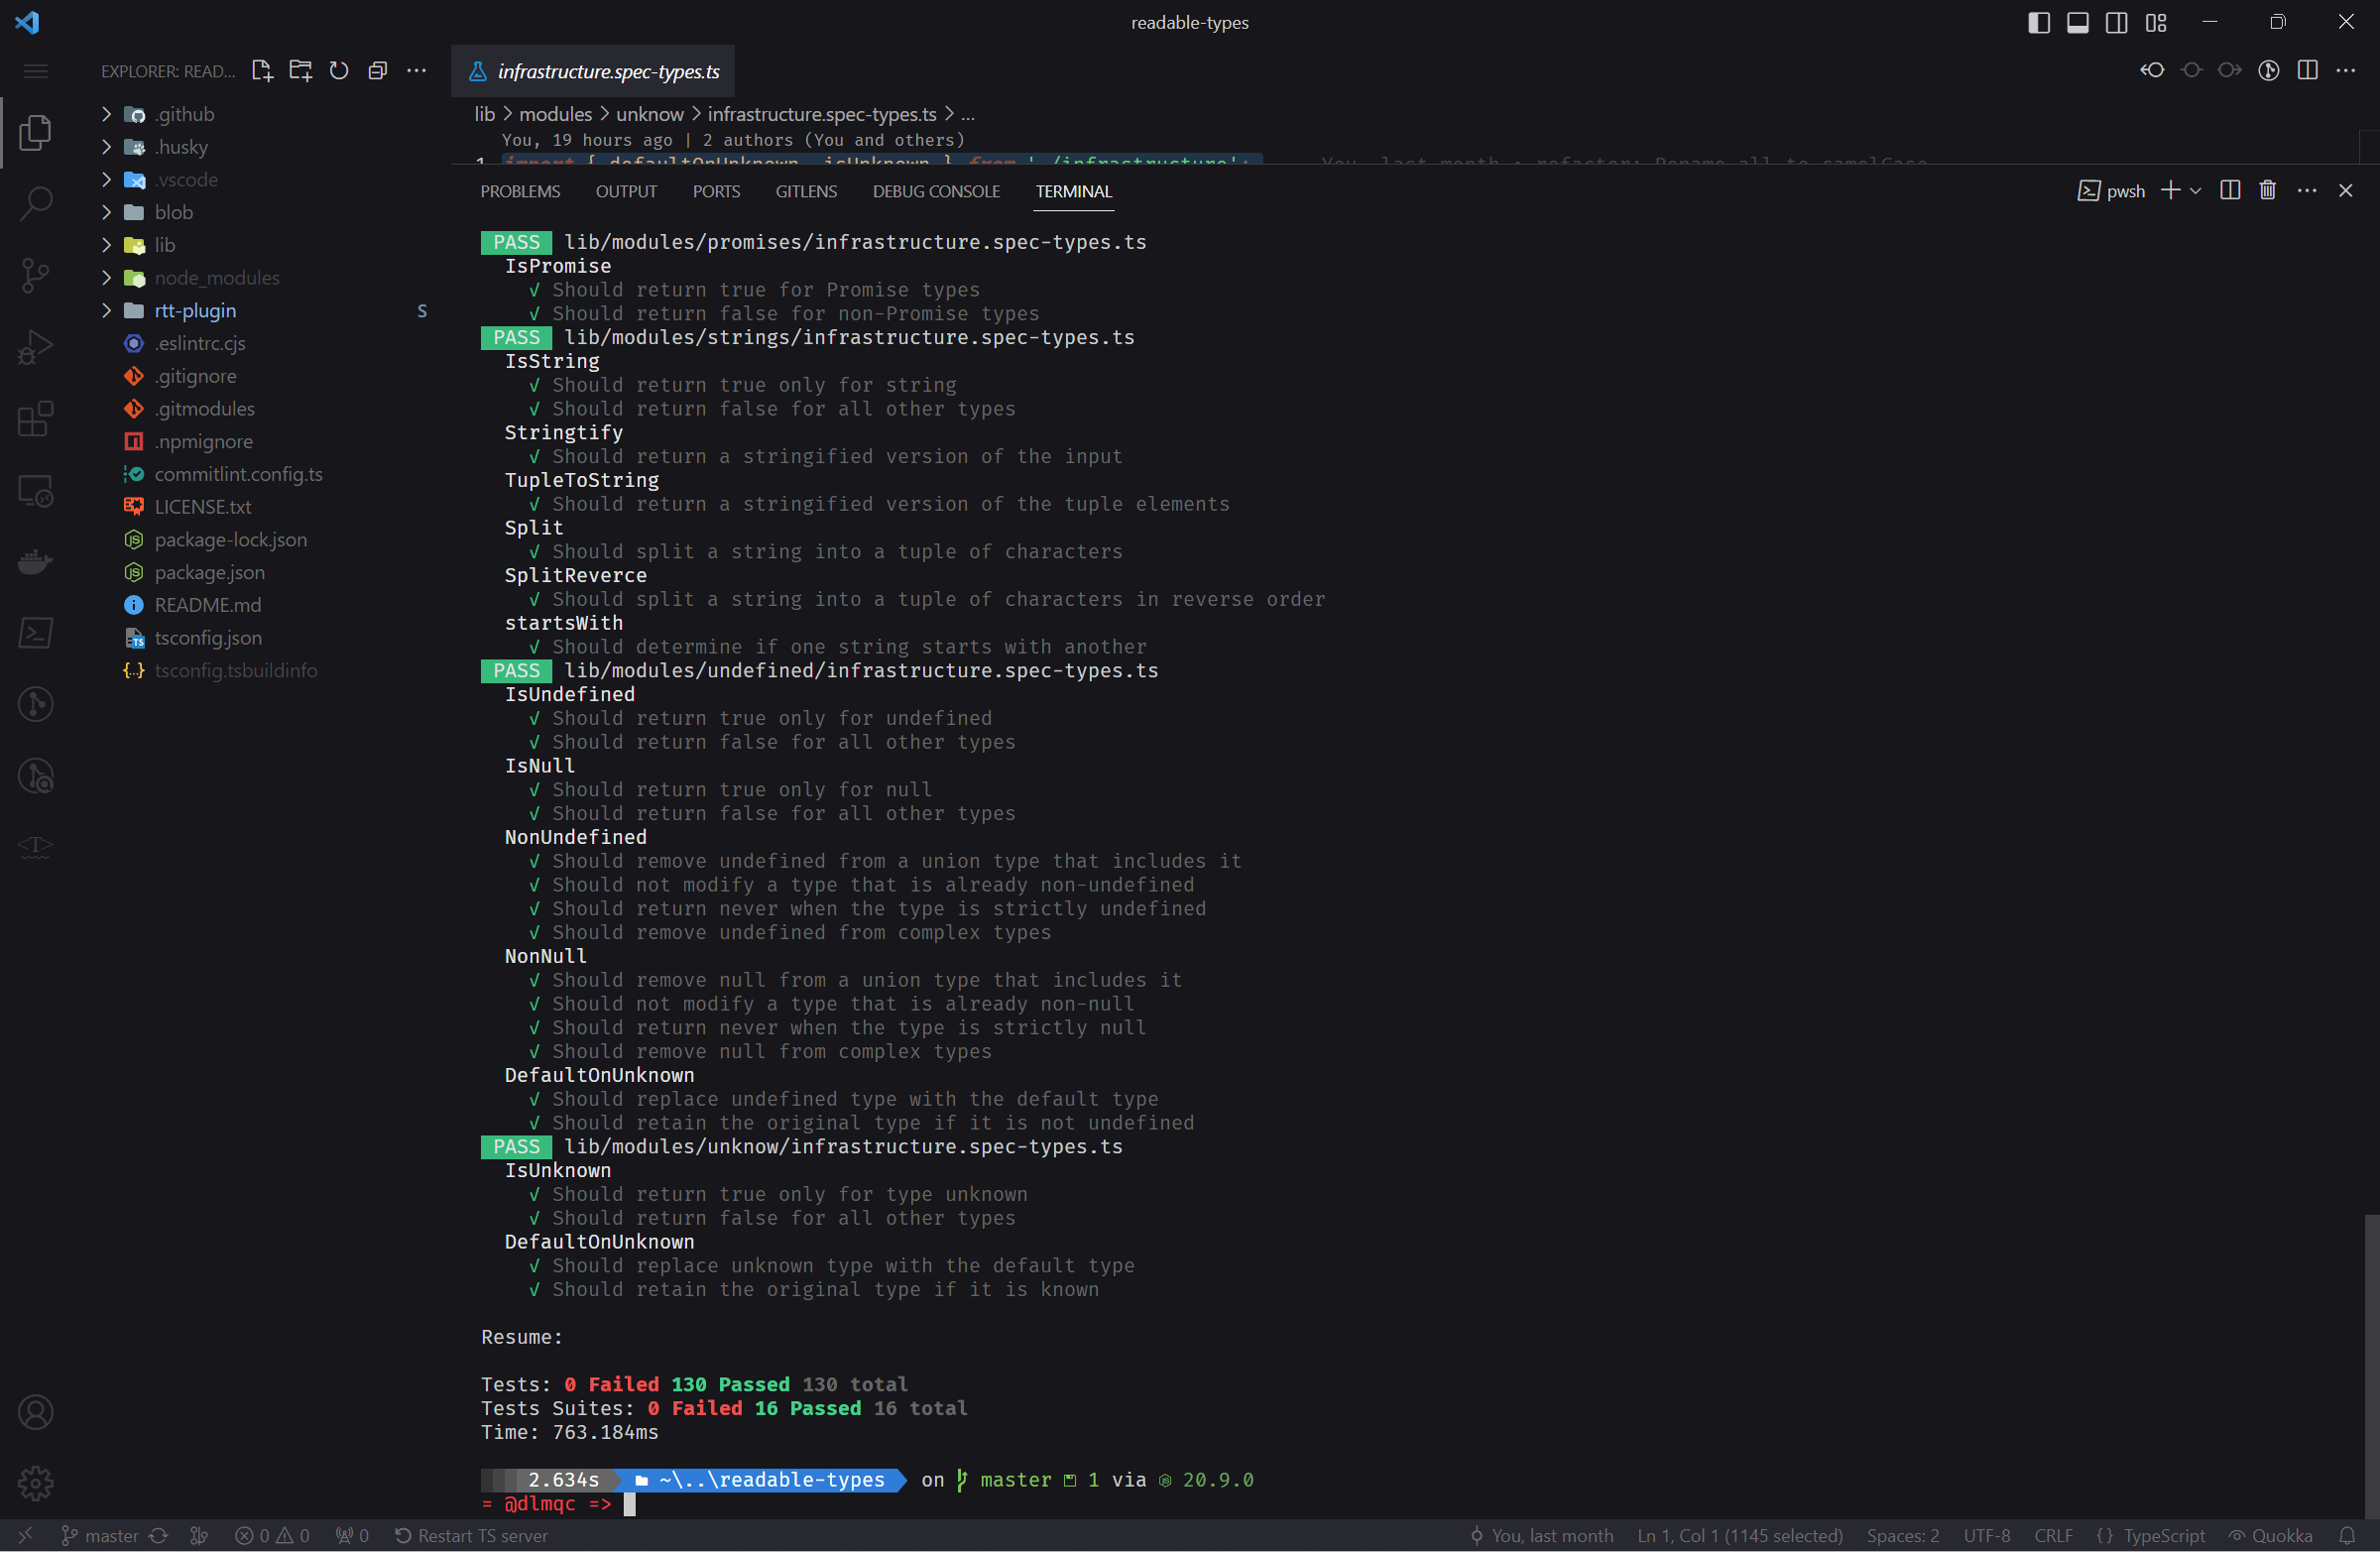 readable-types
EXPLORER: READ...
infrastructure.spec-types.ts
.github
.husky
.vscode
blob
lib
node_modules
rtt-plugin S
.eslintrc.cjs
.gitignore
.gitmodules
.npmignore
commitlint.config.ts
LICENSE.txt
package-lock.json
package.json
README.md
tsconfig.json
tsconfig.tsbuildinfo
lib > modules > unknow > infrastructure.spec-types.ts > ...
You, 19 hours ago | 2 authors (You and others)
1 import { defaultOnUnknown, isUnknown } from './infrastructure'; You, last month • refactor: Rename all to camelCase
PROBLEMS OUTPUT PORTS GITLENS DEBUG CONSOLE TERMINAL
pwsh
PASS lib/modules/promises/infrastructure.spec-types.ts
IsPromise
√ Should return true for Promise types
√ Should return false for non-Promise types
PASS lib/modules/strings/infrastructure.spec-types.ts
IsString
√ Should return true only for string
√ Should return false for all other types
Stringtify
√ Should return a stringified version of the input
TupleToString
√ Should return a stringified version of the tuple elements
Split
√ Should split a string into a tuple of characters
SplitReverce
√ Should split a string into a tuple of characters in reverse order
startsWith
√ Should determine if one string starts with another
PASS lib/modules/undefined/infrastructure.spec-types.ts
IsUndefined
√ Should return true only for undefined
√ Should return false for all other types
IsNull
√ Should return true only for null
√ Should return false for all other types
NonUndefined
√ Should remove undefined from a union type that includes it
√ Should not modify a type that is already non-undefined
√ Should return never when the type is strictly undefined
√ Should remove undefined from complex types
NonNull
√ Should remove null from a union type that includes it
√ Should not modify a type that is already non-null
√ Should return never when the type is strictly null
√ Should remove null from complex types
DefaultOnUnknown
√ Should replace undefined type with the default type
√ Should retain the original type if it is not undefined
PASS lib/modules/unknow/infrastructure.spec-types.ts
IsUnknown
√ Should return true only for type unknown
√ Should return false for all other types
DefaultOnUnknown
√ Should replace unknown type with the default type
√ Should retain the original type if it is known
Resume:
Tests: 0 Failed 130 Passed 130 total
Tests Suites: 0 Failed 16 Passed 16 total
Time: 763.184ms
2.634s ~\..\readable-types on master 1 via 20.9.0
= @dlmqc =>
master 0 0 0 Restart TS server You, last month Ln 1, Col 1 (1145 selected) Spaces: 2 UTF-8 CRLF {} TypeScript Quokka